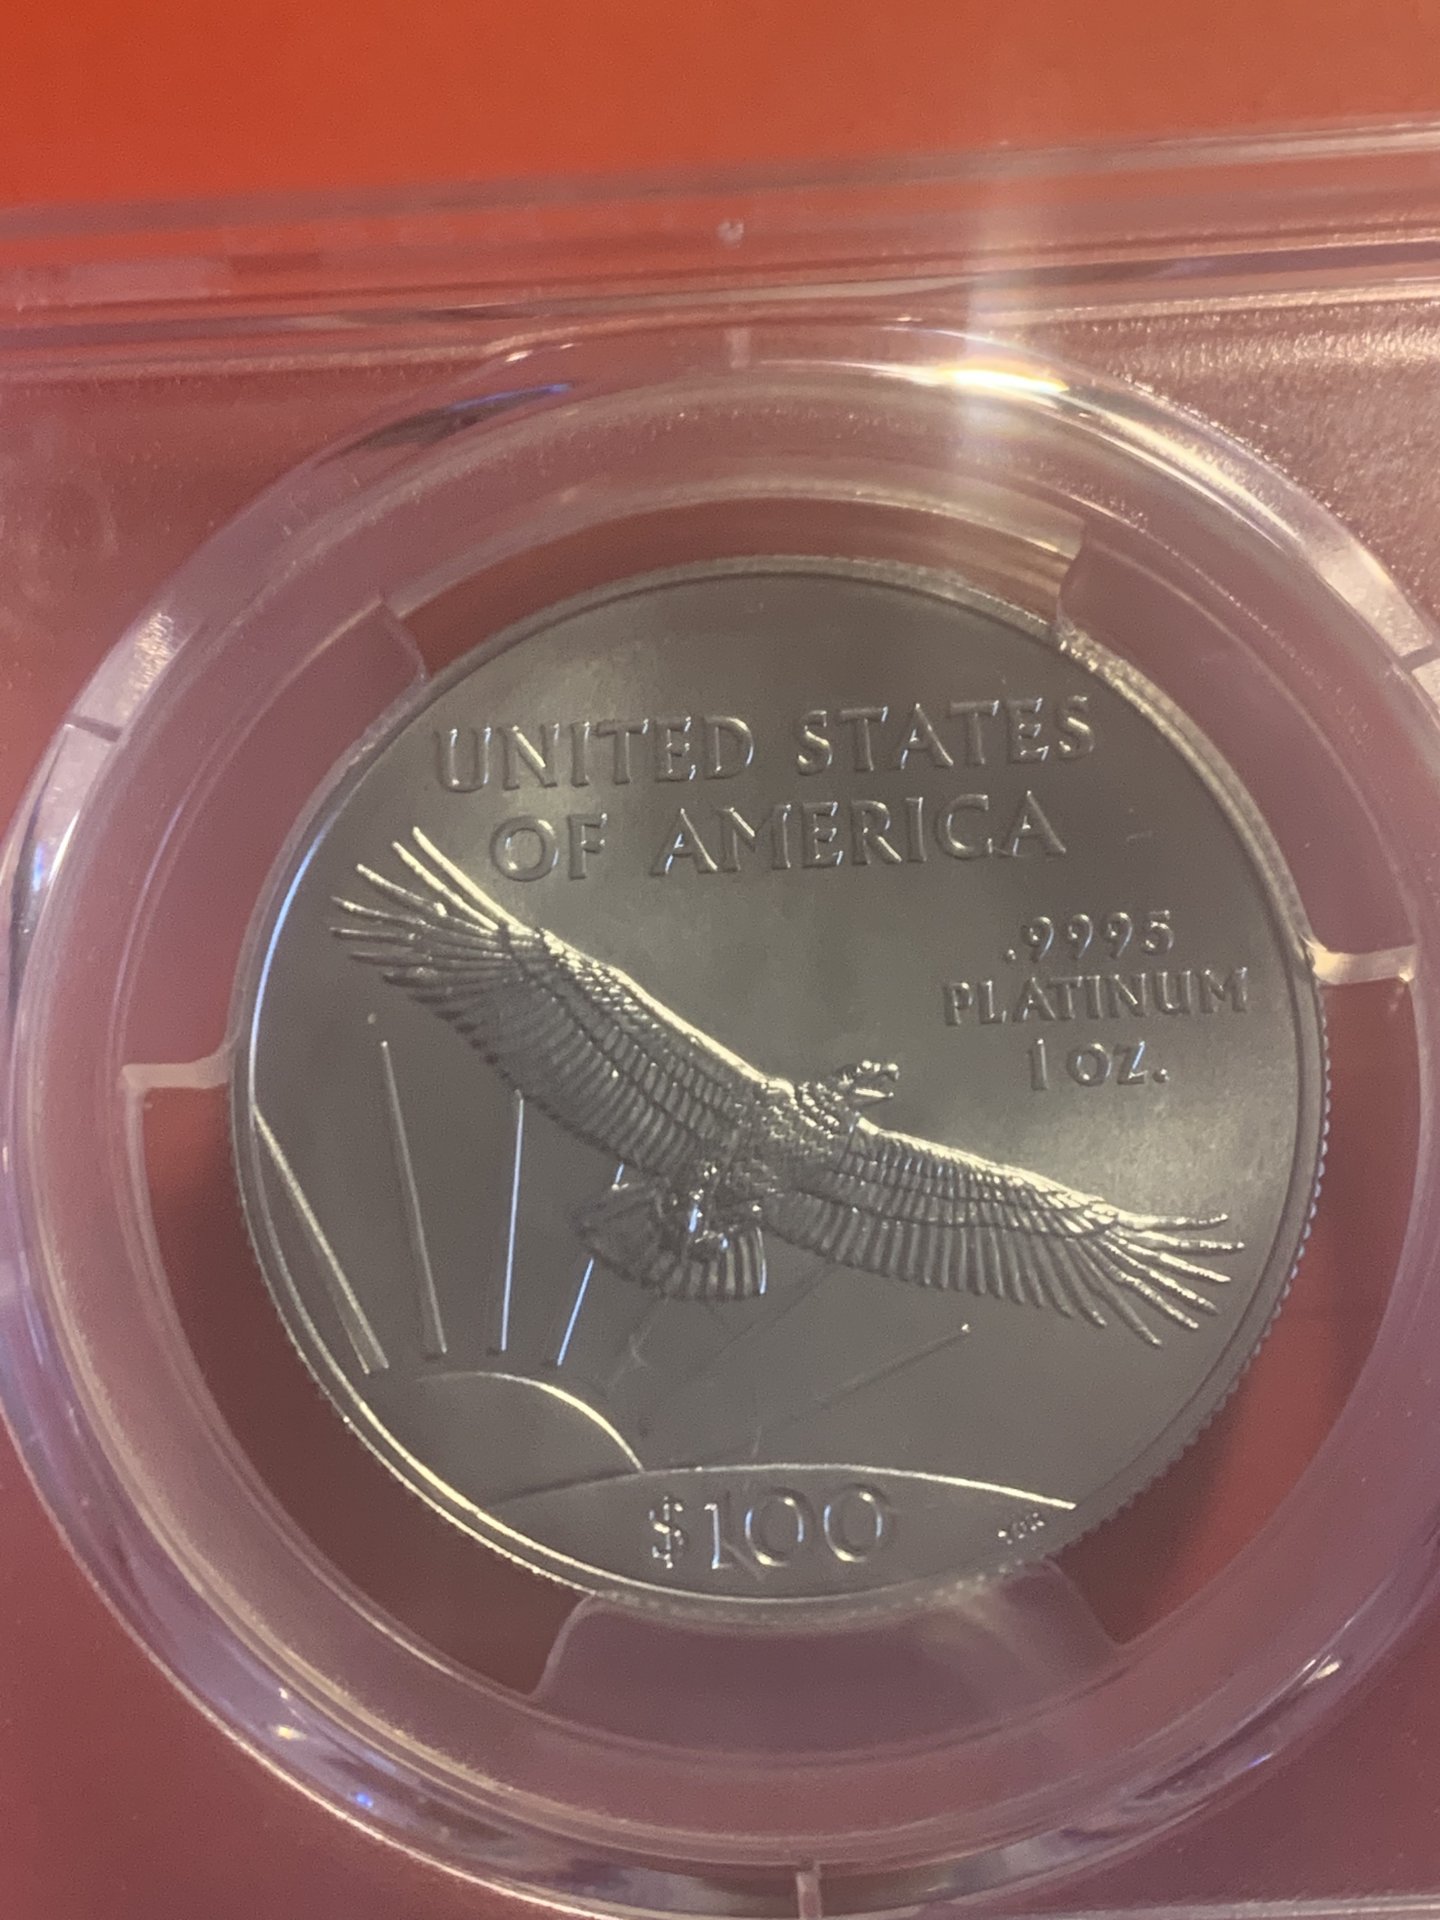 UNITED STATES
OF AMERICA
.9995
PLATINUM
1 OZ.
$100